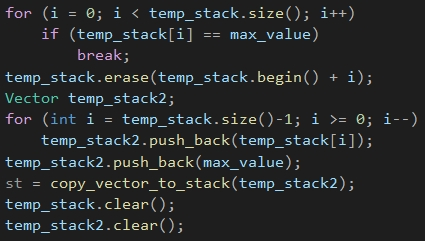 for (i = 0; i < temp_stack.size(); i++)
    if (temp_stack[i] == max_value)
        break;
temp_stack.erase(temp_stack.begin() + i);
Vector temp_stack2;
for (int i = temp_stack.size()-1; i >= 0; i--)
    temp_stack2.push_back(temp_stack[i]);
temp_stack2.push_back(max_value);
st = copy_vector_to_stack(temp_stack2);
temp_stack.clear();
temp_stack2.clear();